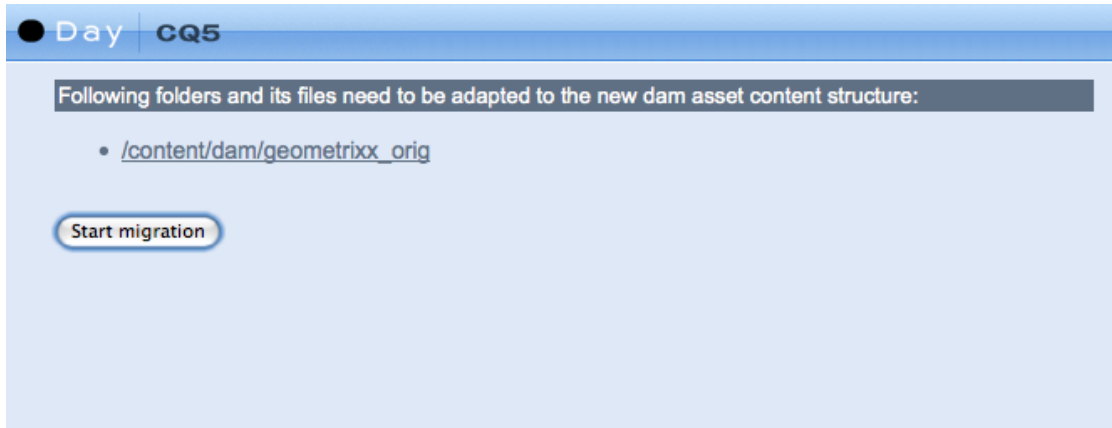 Day CQ5
Following folders and its files need to be adapted to the new dam asset content structure:
• /content/dam/geometrixx_orig
Start migration